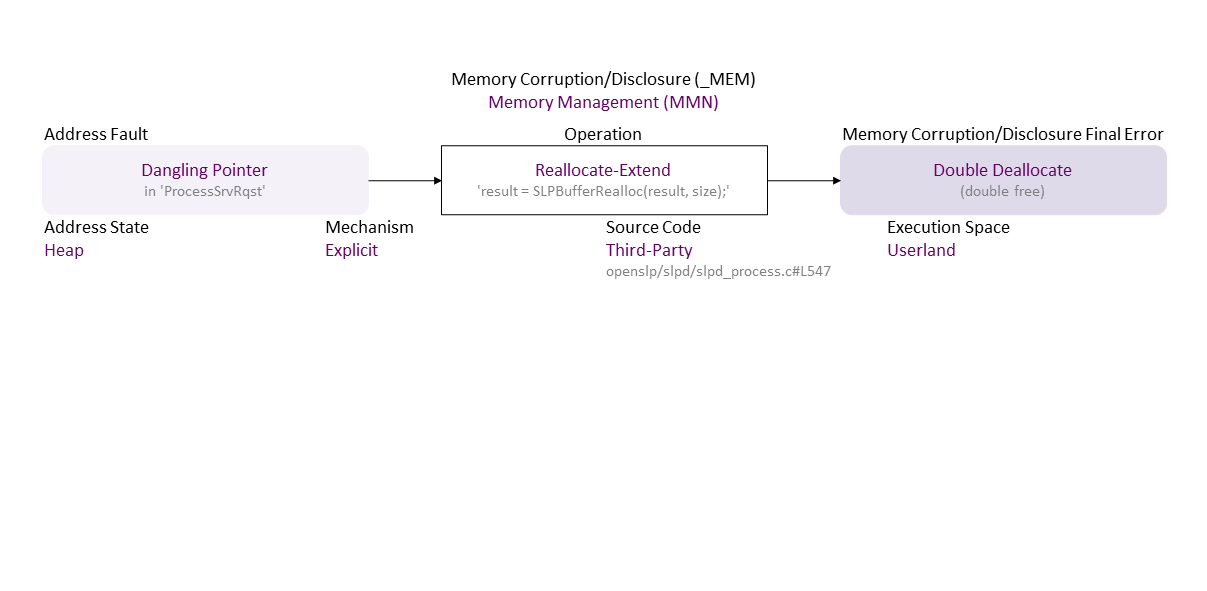 Memory Corruption/Disclosure (_MEM)
Memory Management (MMN)
Address Fault
Operation
Memory Corruption/Disclosure Final Error
Dangling Pointer
in 'ProcessSrvRqst'
Reallocate-Extend
'result = SLPBufferRealloc(result, size);'
Double Deallocate
(double free)
Address State
Heap
Mechanism
Explicit
Source Code
Third-Party
openslp/slpd/slpd_process.c#L547
Execution Space
Userland